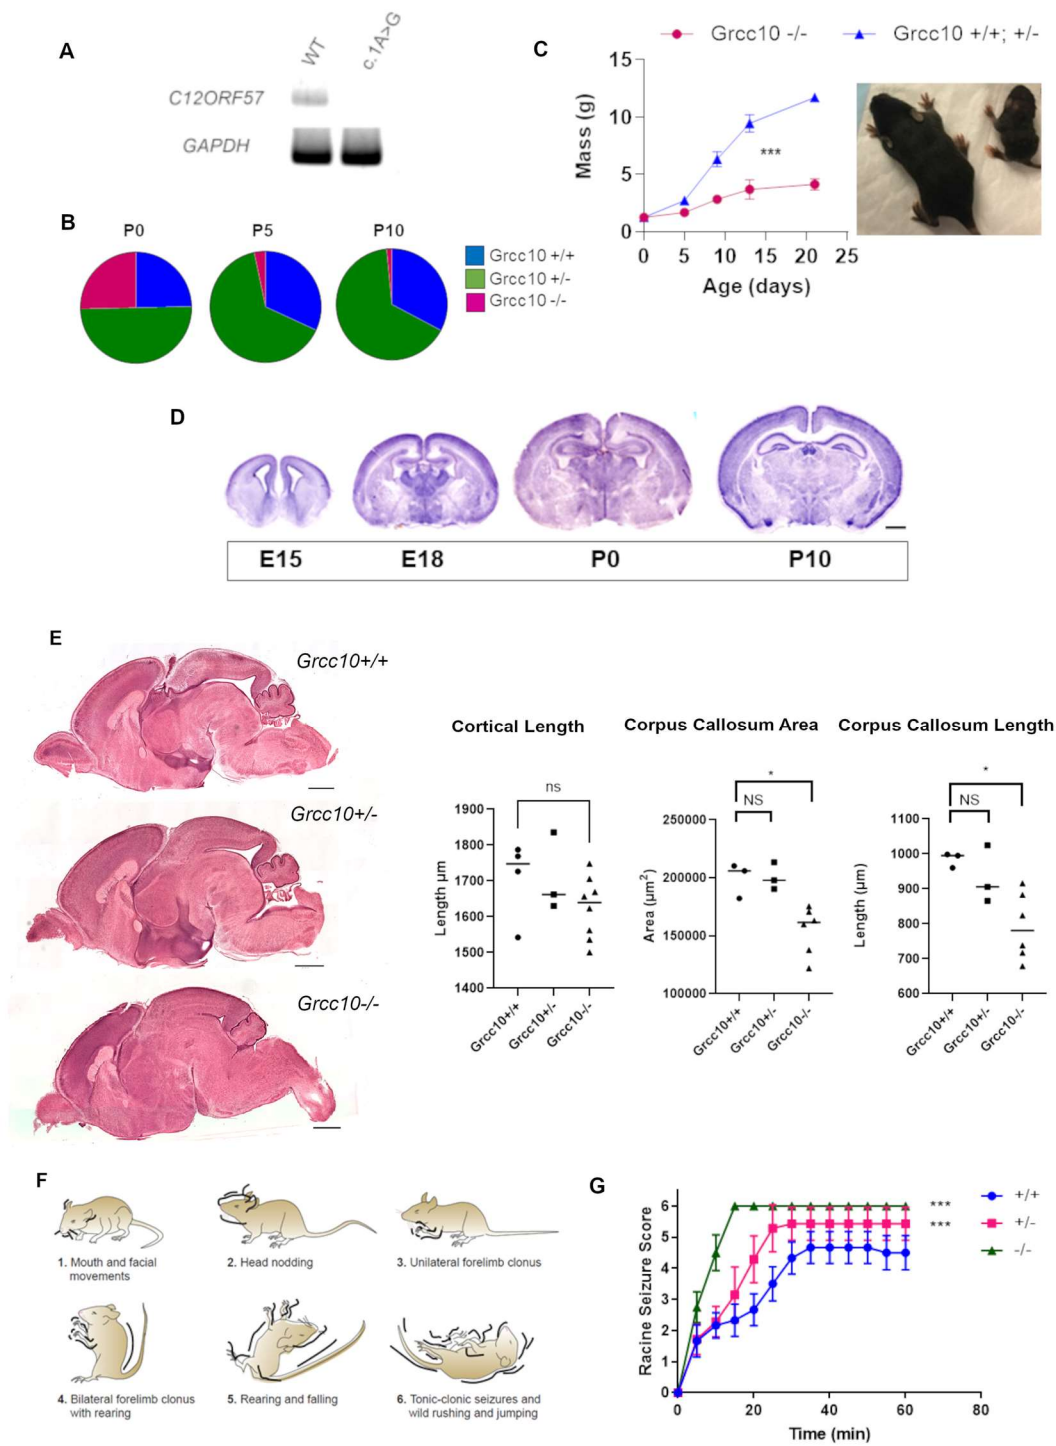 A
WT
c.1A>G
C12ORF57
GAPDH
B
P0
P5
P10
Grcc10 +/+
Grcc10 +/-
Grcc10 -/-
C
Grcc10 -/-
Grcc10 +/+; +/-
Mass (g)
15
10
5
0
***
0 5 10 15 20 25
Age (days)
D
E15 E18 P0 P10
E
Grcc10+/+
Grcc10+/-
Grcc10-/-
Cortical Length
ns
Length µm
1900
1800
1700
1600
1500
1400
Grcc10+/+
Grcc10+/-
Grcc10-/-
Corpus Callosum Area
*
NS
Area (µm²)
250000
200000
150000
100000
Grcc10+/+
Grcc10+/-
Grcc10-/-
Corpus Callosum Length
*
NS
Length (µm)
1100
1000
900
800
700
600
Grcc10+/+
Grcc10+/-
Grcc10-/-
F
1. Mouth and facial
movements
2. Head nodding
3. Unilateral forelimb clonus
4. Bilateral forelimb clonus
with rearing
5. Rearing and falling
6. Tonic-clonic seizures and
wild rushing and jumping
G
Racine Seizure Score
6
5
4
3
2
1
0
***
***
+/+
+/-
-/-
0 20 40 60 80
Time (min)